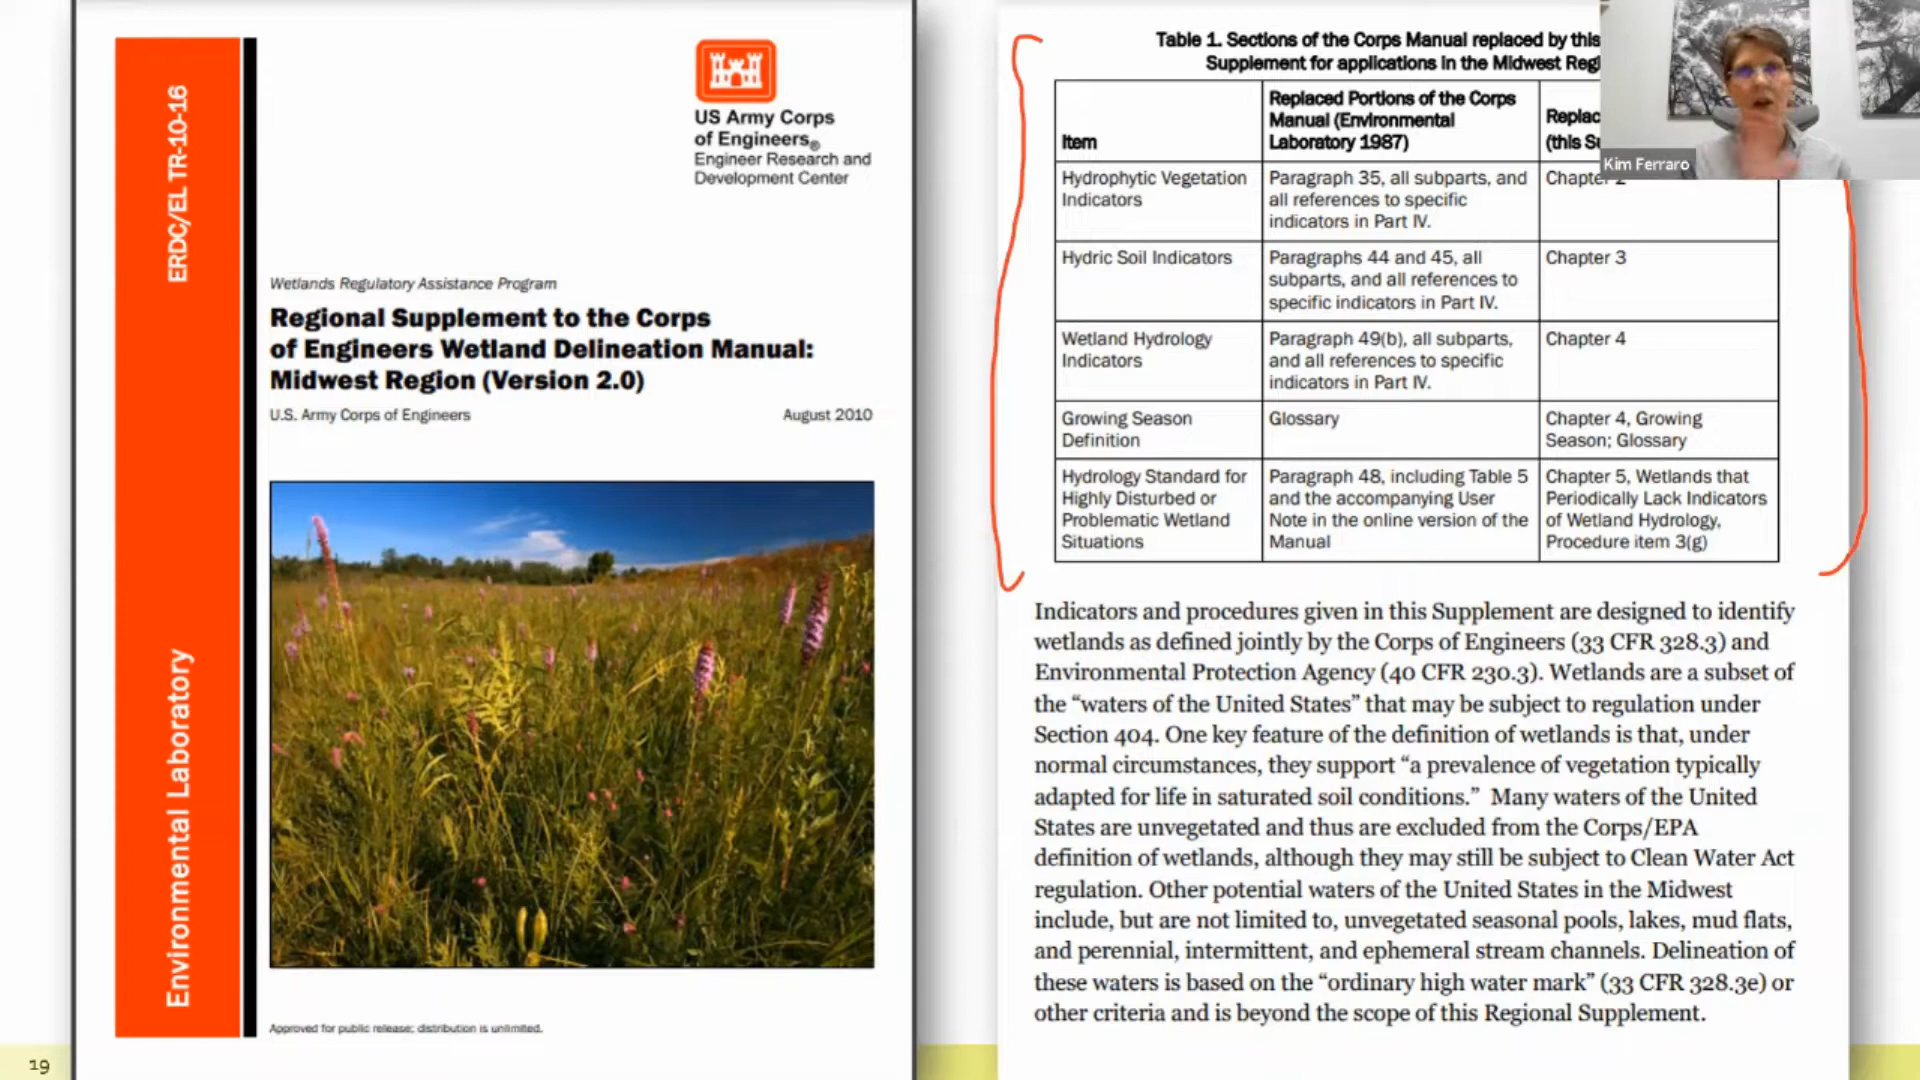 ERDC/EL TR-10-16
Environmental Laboratory
US Army Corps
of Engineers®
Engineer Research and
Development Center
Wetlands Regulatory Assistance Program
Regional Supplement to the Corps
of Engineers Wetland Delineation Manual:
Midwest Region (Version 2.0)
U.S. Army Corps of Engineers August 2010
Approved for public release; distribution is unlimited.
19
Table 1. Sections of the Corps Manual replaced by this
Supplement for applications in the Midwest
Item
Replaced Portions of the Corps
Manual (Environmental
Laboratory 1987)
(this
Hydrophytic Vegetation
Indicators
Paragraph 35, all subparts, and
all references to specific
indicators in Part IV.
Chapter 2
Hydric Soil Indicators
Paragraphs 44 and 45, all
subparts, and all references to
specific indicators in Part IV.
Chapter 3
Wetland Hydrology
Indicators
Paragraph 49(b), all subparts,
and all references to specific
indicators in Part IV.
Chapter 4
Growing Season
Definition
Glossary
Chapter 4, Growing
Season; Glossary
Hydrology Standard for
Highly Disturbed or
Problematic Wetland
Situations
Paragraph 48, including Table 5
and the accompanying User
Note in the online version of the
Manual
Chapter 5, Wetlands that
Periodically Lack Indicators
of Wetland Hydrology,
Procedure item 3(g)
Indicators and procedures given in this Supplement are designed to identify
wetlands as defined jointly by the Corps of Engineers (33 CFR 328.3) and
Environmental Protection Agency (40 CFR 230.3). Wetlands are a subset of
the “waters of the United States” that may be subject to regulation under
Section 404. One key feature of the definition of wetlands is that, under
normal circumstances, they support “a prevalence of vegetation typically
adapted for life in saturated soil conditions.” Many waters of the United
States are unvegetated and thus are excluded from the Corps/EPA
definition of wetlands, although they may still be subject to Clean Water Act
regulation. Other potential waters of the United States in the Midwest
include, but are not limited to, unvegetated seasonal pools, lakes, mud flats,
and perennial, intermittent, and ephemeral stream channels. Delineation of
these waters is based on the “ordinary high water mark” (33 CFR 328.3e) or
other criteria and is beyond the scope of this Regional Supplement.
Kim Ferraro